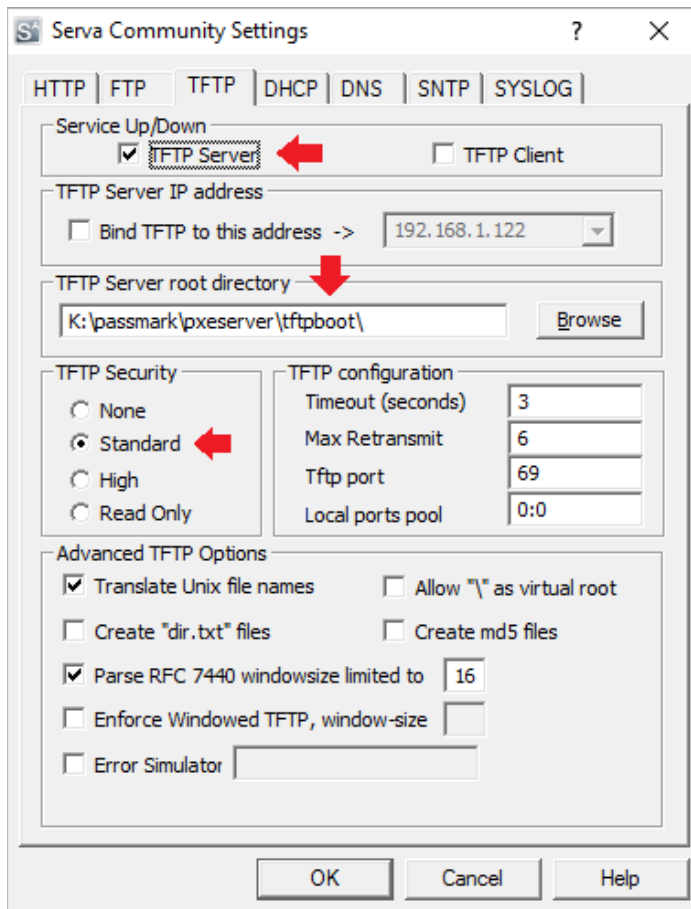 Serva Community Settings
HTTP FTP TFTP DHCP DNS SNTP SYSLOG
Service Up/Down
TFTP Server TFTP Client
TFTP Server IP address
Bind TFTP to this address -> 192.168.1.122
TFTP Server root directory
K:\passmark\pxeserver\tftpboot\ Browse
TFTP Security
None
Standard
High
Read Only
TFTP configuration
Timeout (seconds) 3
Max Retransmit 6
Tftp port 69
Local ports pool 0:0
Advanced TFTP Options
Translate Unix file names Allow "\" as virtual root
Create "dir.txt" files Create md5 files
Parse RFC 7440 windowsize limited to 16
Enforce Windowed TFTP, window-size
Error Simulator
OK Cancel Help